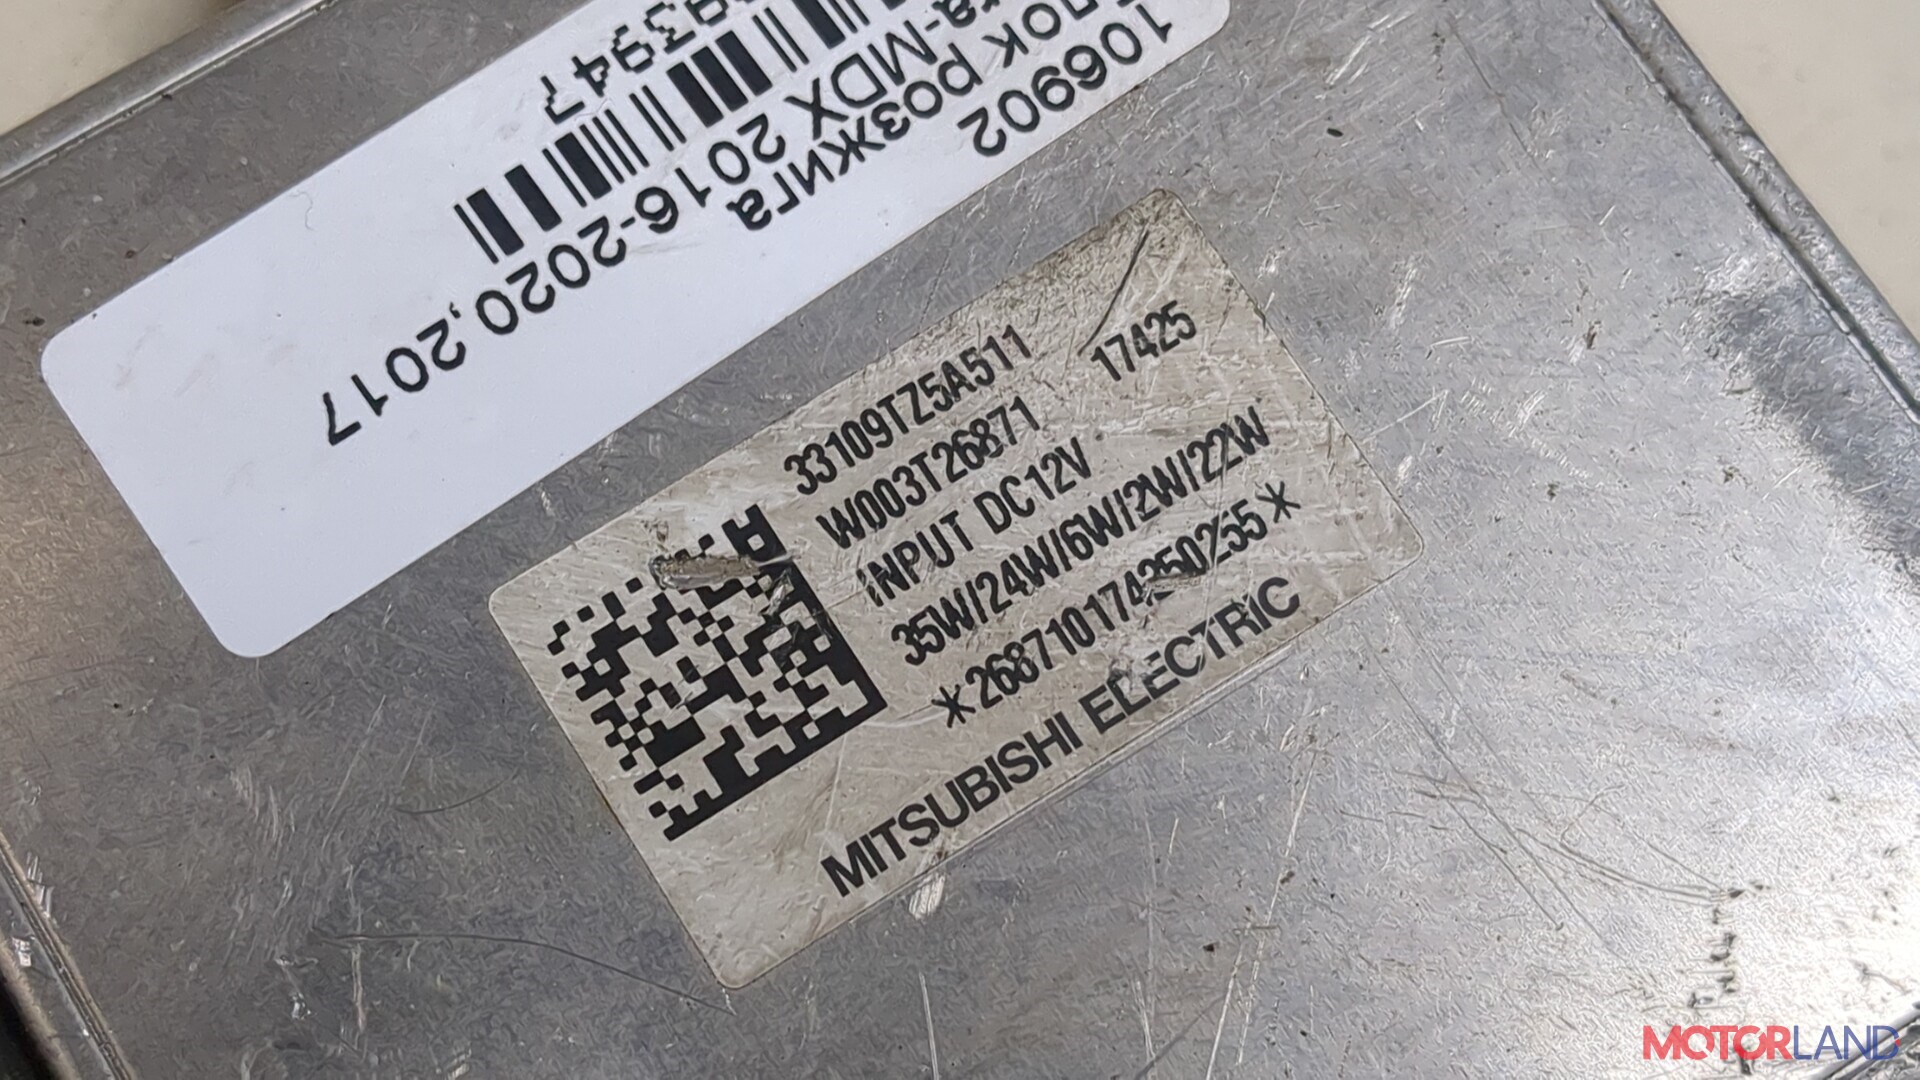 106902
розжига
MDX 2016-2020, 2017
93947
33109TZ5A511
W003T26871 17425
INPUT DC12V
35W/24W/6W/2W/22W
*268710174250255*
MITSUBISHI ELECTRIC
MOTORLAND